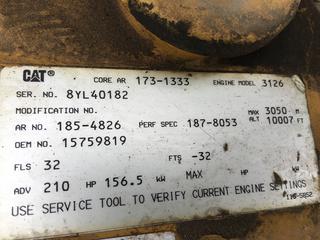 CAT® CORE AR 173-1333 ENGINE MODEL 3126
SER. NO. 8YL40182
MODIFICATION NO. MAX 3050 M
AR NO. 185-4826 PERF SPEC 187-8053 ALT 10007 FT
OEM NO. 15759819
FLS 32 FTS -32
ADV 210 HP 156.5 kW MAX HP kW
USE SERVICE TOOL TO VERIFY CURRENT ENGINE SETTINGS